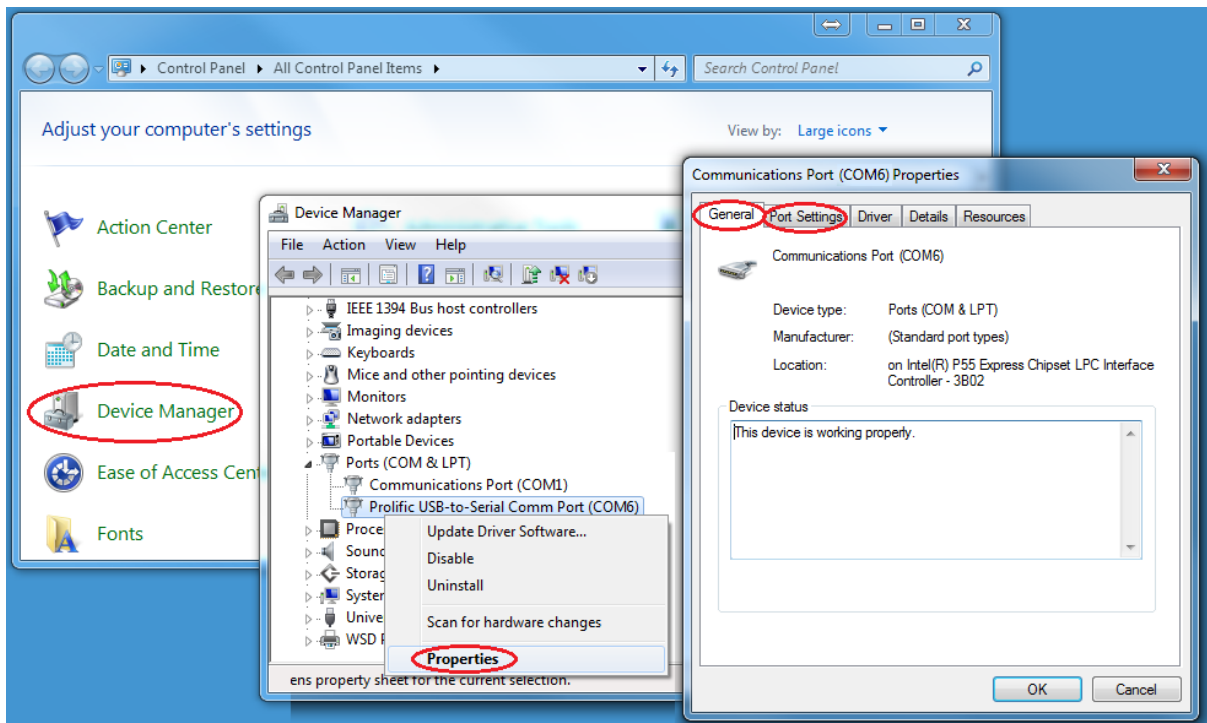 Control Panel ▸ All Control Panel Items ▸
Search Control Panel
Adjust your computer's settings
View by: Large icons
Action Center
Backup and Restore
Date and Time
Device Manager
Ease of Access Cen
Fonts
Device Manager
File Action View Help
IEEE 1394 Bus host controllers
Imaging devices
Keyboards
Mice and other pointing devices
Monitors
Network adapters
Portable Devices
Ports (COM & LPT)
Communications Port (COM1)
Prolific USB-to-Serial Comm Port (COM6)
Proce
Sound
Storag
System
Unive
WSD P
Update Driver Software...
Disable
Uninstall
Scan for hardware changes
Properties
ens property sheet for the current selection.
Communications Port (COM6) Properties
General Port Settings Driver Details Resources
Communications Port (COM6)
Device type: Ports (COM & LPT)
Manufacturer: (Standard port types)
Location: on Intel(R) P55 Express Chipset LPC Interface
Controller - 3B02
Device status
This device is working properly.
OK Cancel